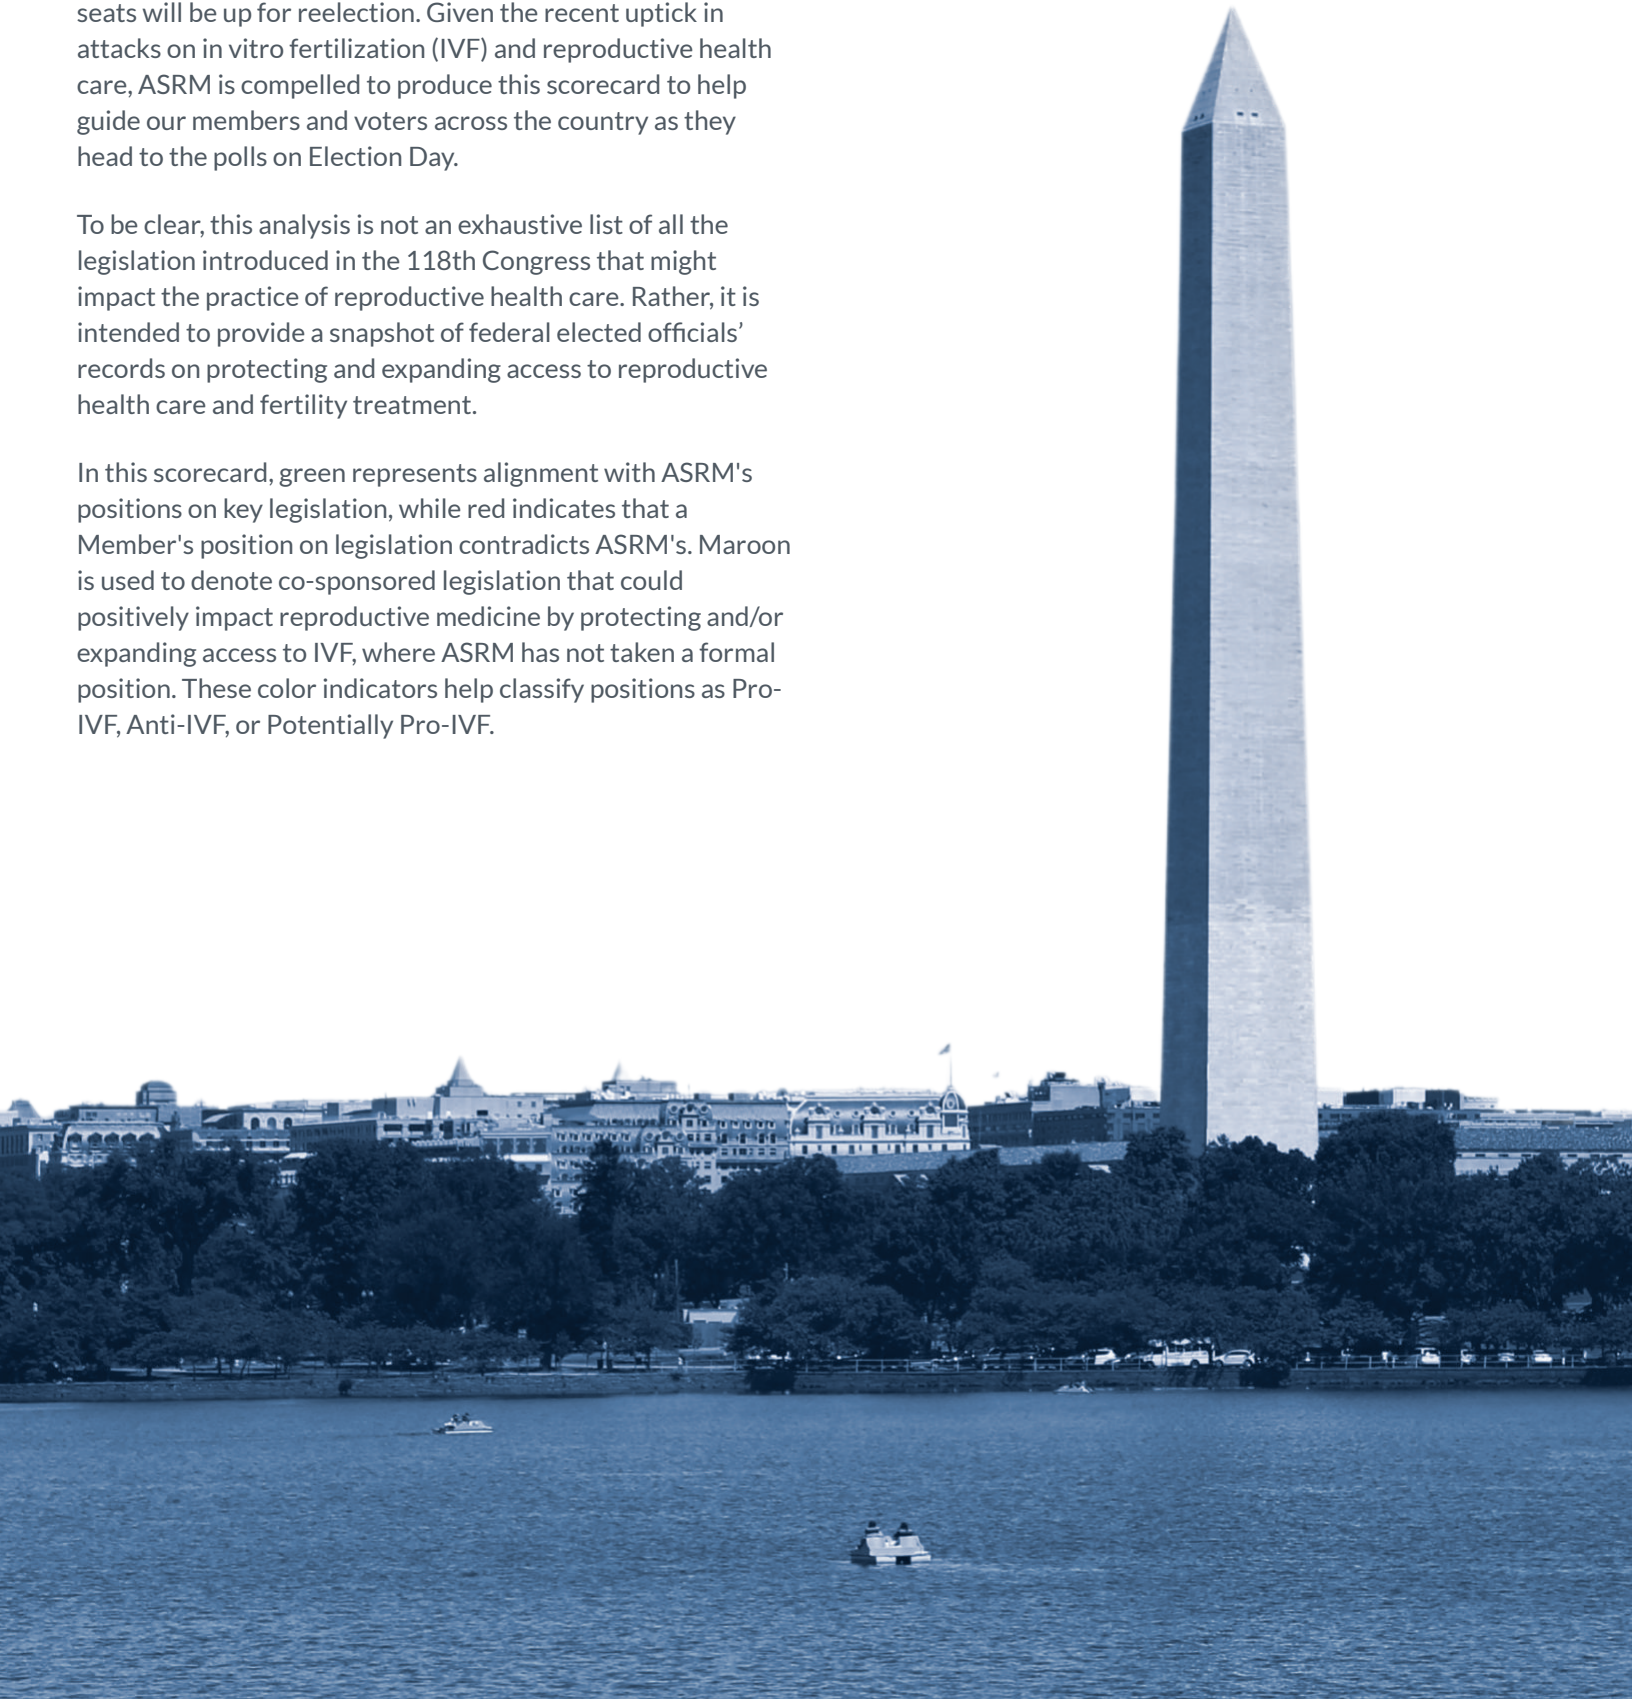 seats will be up for reelection. Given the recent uptick in
attacks on in vitro fertilization (IVF) and reproductive health
care, ASRM is compelled to produce this scorecard to help
guide our members and voters across the country as they
head to the polls on Election Day.
To be clear, this analysis is not an exhaustive list of all the
legislation introduced in the 118th Congress that might
impact the practice of reproductive health care. Rather, it is
intended to provide a snapshot of federal elected officials’
records on protecting and expanding access to reproductive
health care and fertility treatment.
In this scorecard, green represents alignment with ASRM's
positions on key legislation, while red indicates that a
Member's position on legislation contradicts ASRM's. Maroon
is used to denote co-sponsored legislation that could
positively impact reproductive medicine by protecting and/or
expanding access to IVF, where ASRM has not taken a formal
position. These color indicators help classify positions as Pro-
IVF, Anti-IVF, or Potentially Pro-IVF.